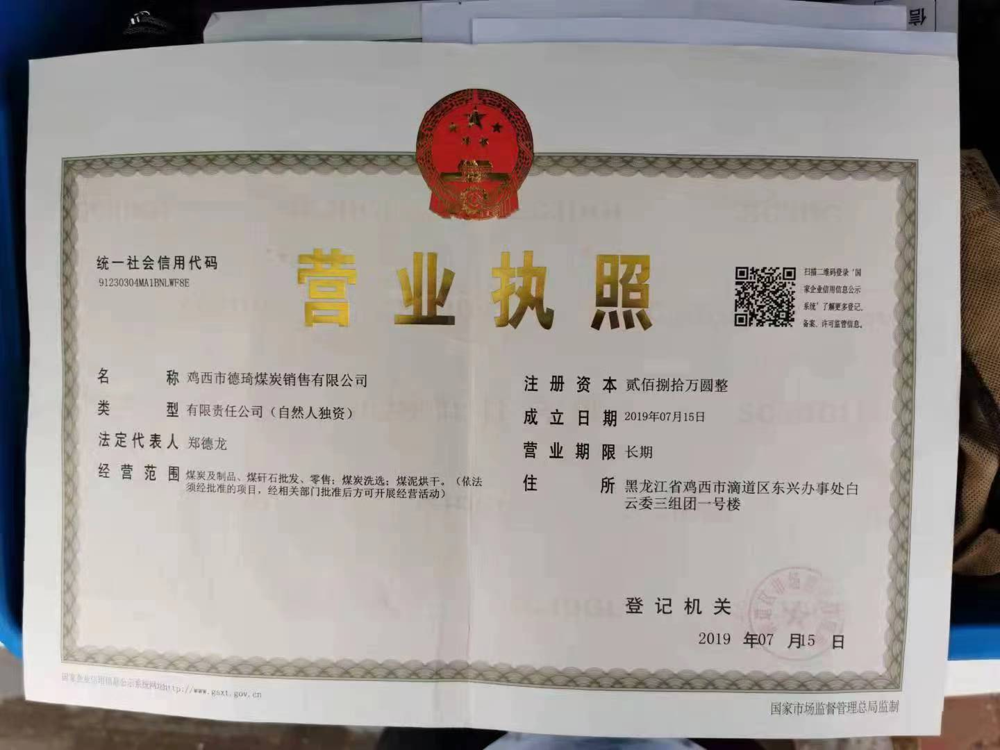 信
统一社会信用代码
91230304MA1BNLWF8E
营业执照
扫描二维码登录‘国
家企业信用信息公示
系统’了解更多登记、
备案、许可监管信息。
名称 鸡西市德琦煤炭销售有限公司
类型 有限责任公司（自然人独资）
法定代表人 郑德龙
经营范围 煤炭及制品、煤矸石批发、零售；煤炭洗选；煤泥烘干。（依法
须经批准的项目，经相关部门批准后方可开展经营活动）
注册资本 贰佰捌拾万圆整
成立日期 2019年07月15日
营业期限 长期
住所 黑龙江省鸡西市滴道区东兴办事处白
云委三组团一号楼
登记机关
2019 年07 月15 日
国家企业信用信息公示系统网址http://www.gsxt.gov.cn
国家市场监督管理总局监制